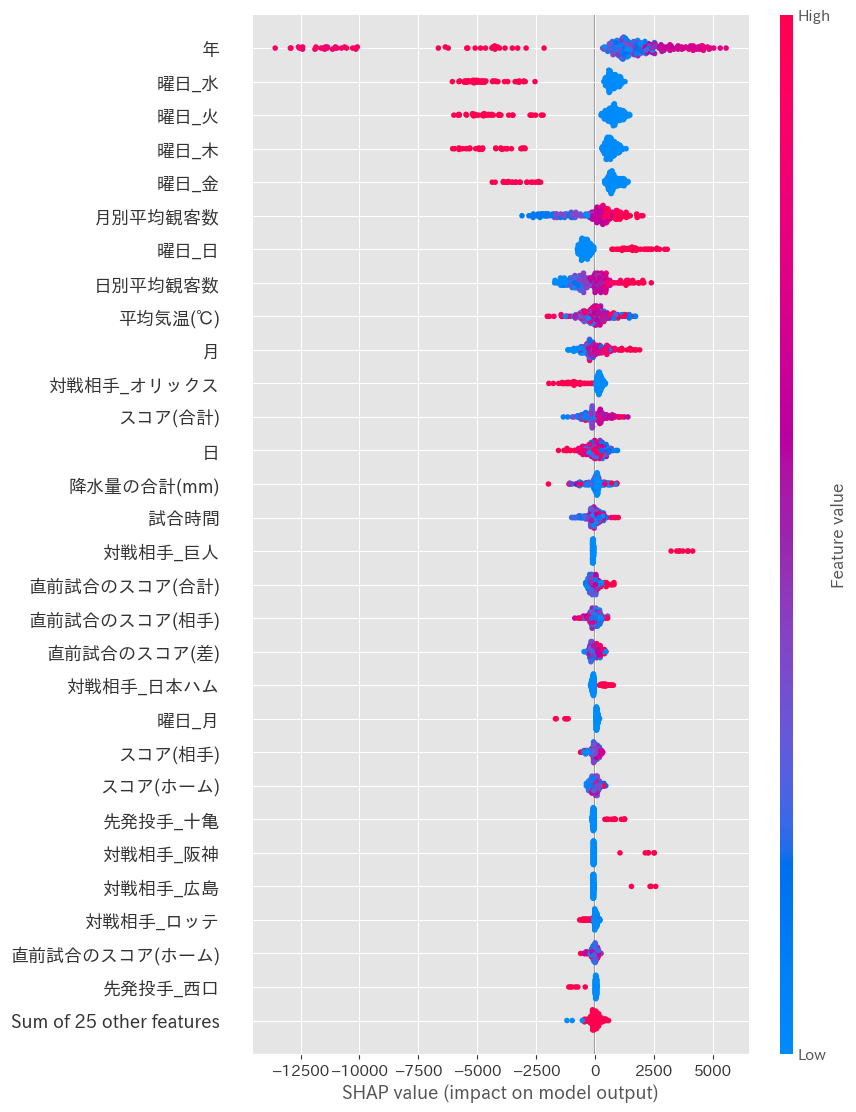 High
年
曜日_水
曜日_火
曜日_木
曜日_金
月別平均観客数
曜日_日
日別平均観客数
平均気温(℃)
月
対戦相手_オリックス
スコア(合計)
日
降水量の合計(mm)
試合時間
対戦相手_巨人
直前試合のスコア(合計)
直前試合のスコア(相手)
直前試合のスコア(差)
対戦相手_日本ハム
曜日_月
スコア(相手)
スコア(ホーム)
先発投手_十亀
対戦相手_阪神
対戦相手_広島
対戦相手_ロッテ
直前試合のスコア(ホーム)
先発投手_西口
Sum of 25 other features
Feature value
Low
−12500 −10000 −7500 −5000 −2500 0 2500 5000
SHAP value (impact on model output)